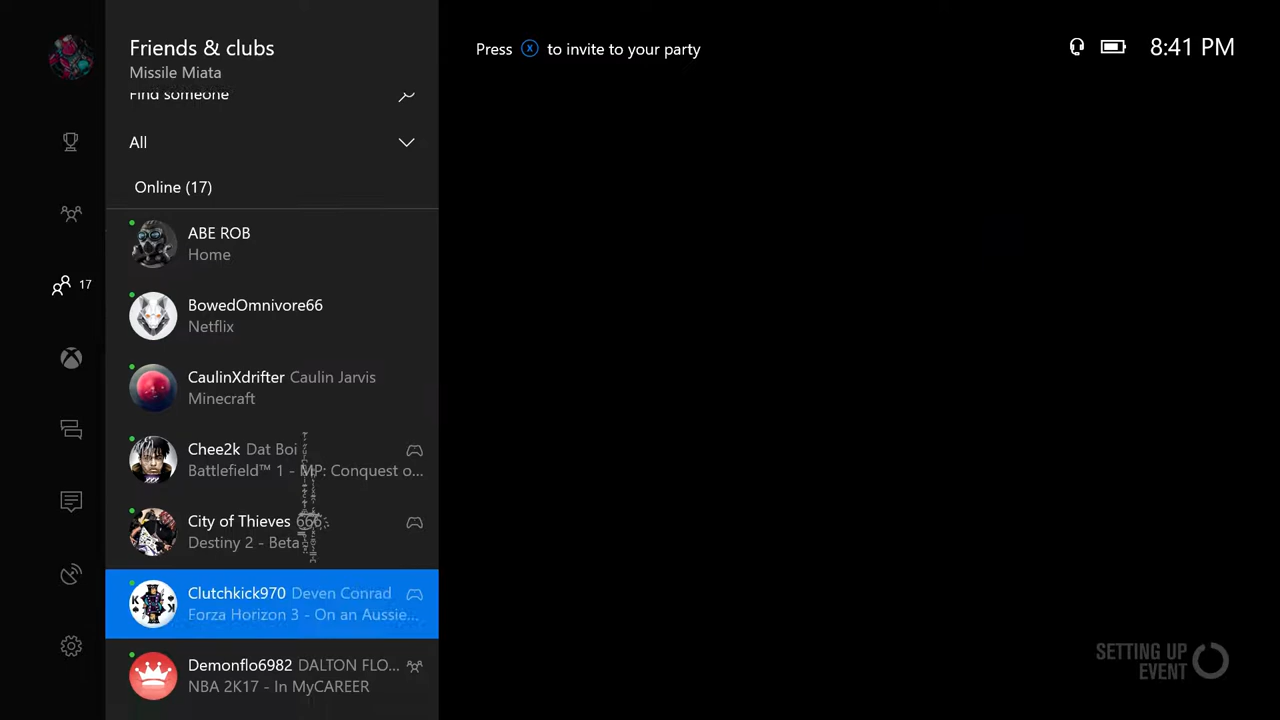 Friends & clubs
Missile Miata
Press X to invite to your party
8:41 PM
Find someone
All
Online (17)
17
ABE ROB
Home
BowedOmnivore66
Netflix
CaulinXdrifter Caulin Jarvis
Minecraft
Chee2k Dat Boi
Battlefield™ 1 - MP: Conquest o...
City of Thieves 666
Destiny 2 - Beta
Clutchkick970 Deven Conrad
Forza Horizon 3 - On an Aussie...
Demonflo6982 DALTON FLO...
NBA 2K17 - In MyCAREER
SETTING UP
EVENT